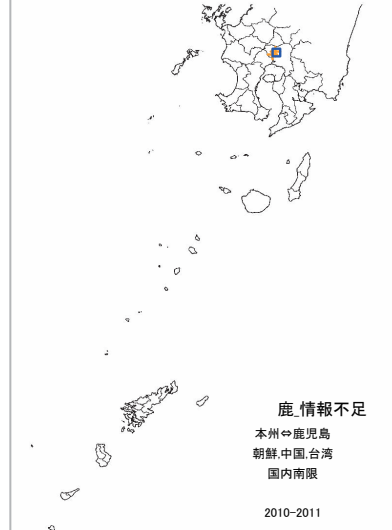 鹿_情報不足
本州⇔鹿児島
朝鮮,中国,台湾
国内南限
2010-2011